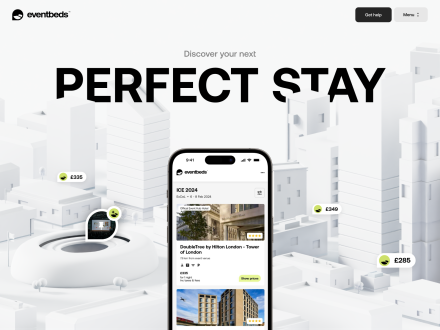 eventbeds
Get help
Menu
Discover your next
PERFECT STAY
£335
£349
£285
9:41
eventbeds
ICE 2024
DoubleTree by Hilton London - Tower of London
£335
Show prices